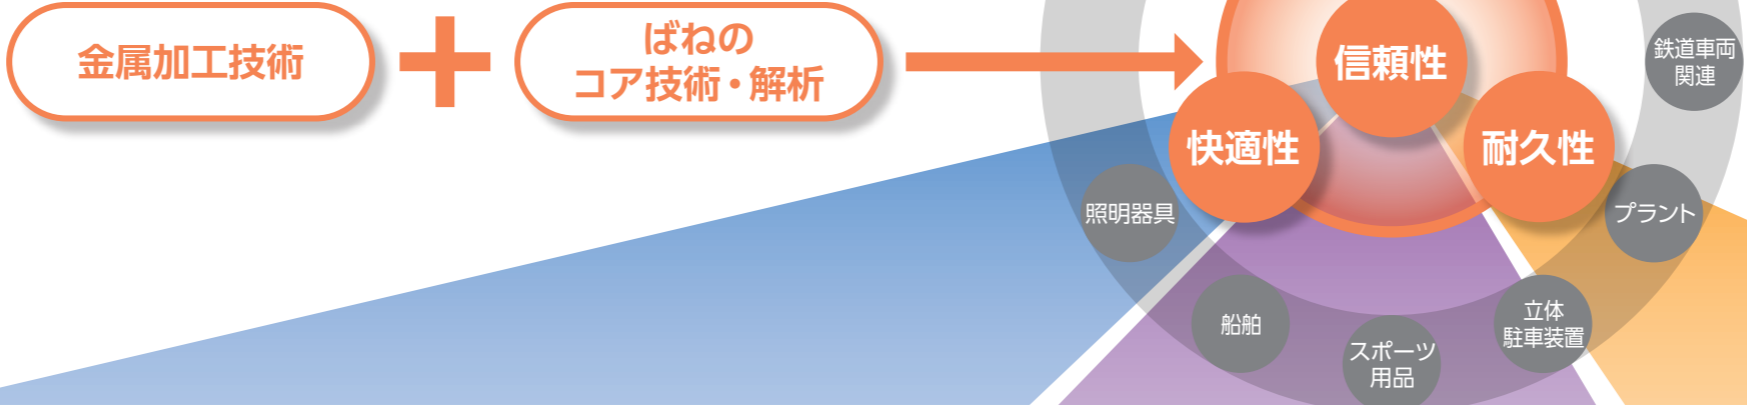 金属加工技術
ばねの
コア技術・解析
信頼性
快適性
耐久性
鉄道車両
関連
照明器具
プラント
船舶
スポーツ
用品
立体
駐車装置